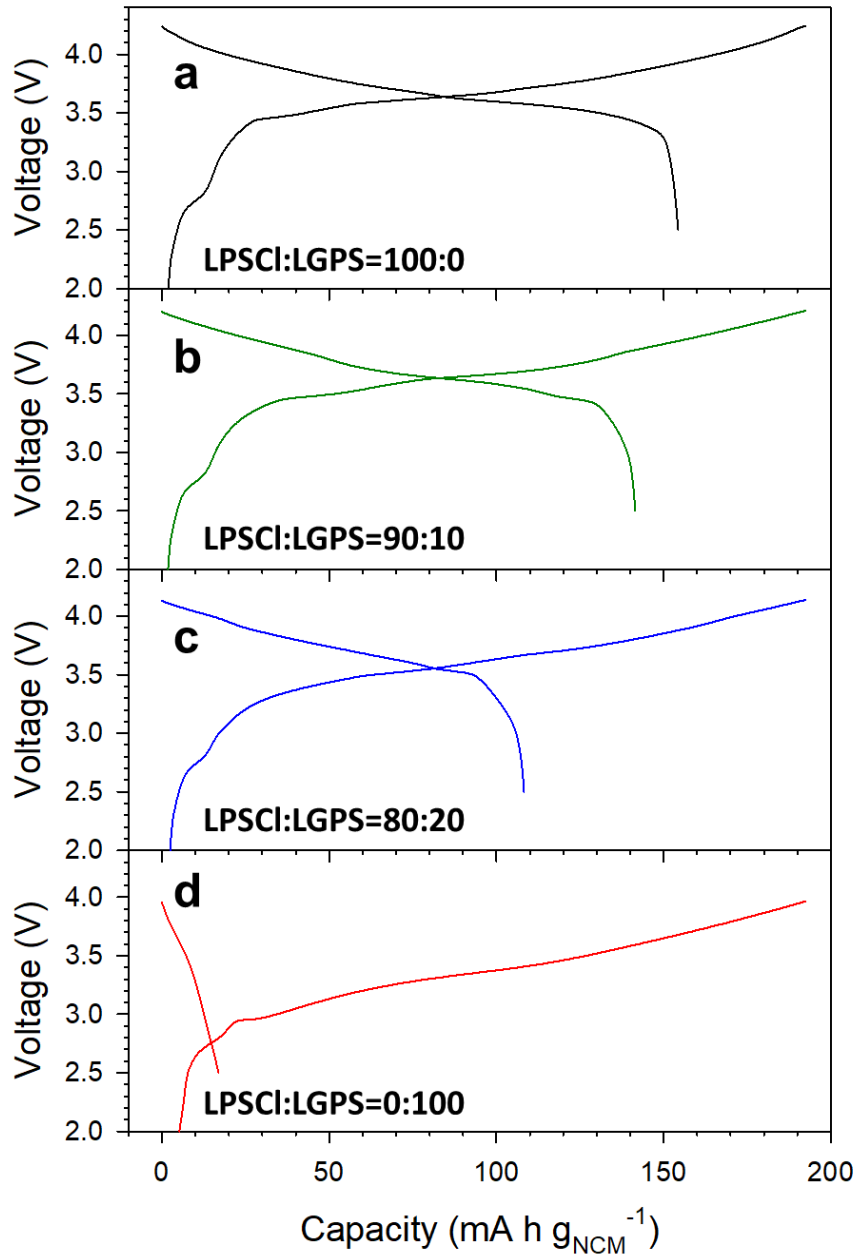 4.0
3.5
3.0
2.5
2.0
Voltage (V)
a
LPSCl:LGPS=100:0
4.0
3.5
3.0
2.5
2.0
Voltage (V)
b
LPSCl:LGPS=90:10
4.0
3.5
3.0
2.5
2.0
Voltage (V)
c
LPSCl:LGPS=80:20
4.0
3.5
3.0
2.5
2.0
Voltage (V)
d
LPSCl:LGPS=0:100
0 50 100 150 200
Capacity (mA h g_NCM^-1)